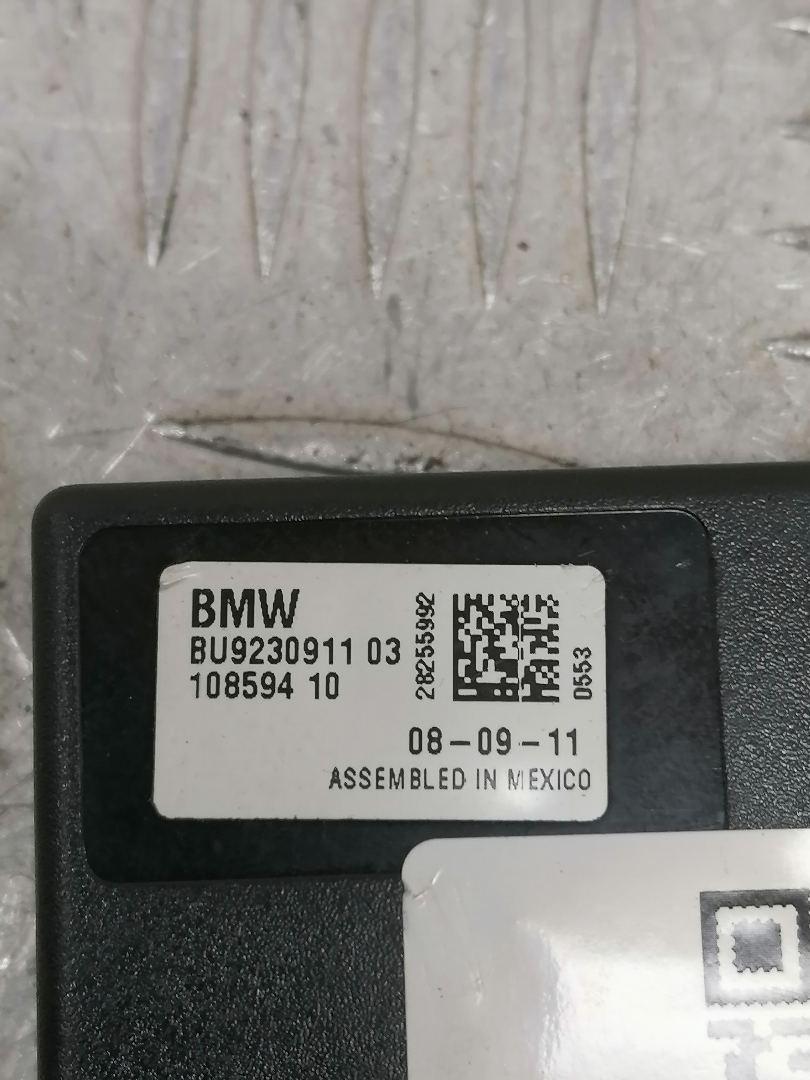 BMW
BU9230911 03
108594 10
28255992
0553
08-09-11
ASSEMBLED IN MEXICO